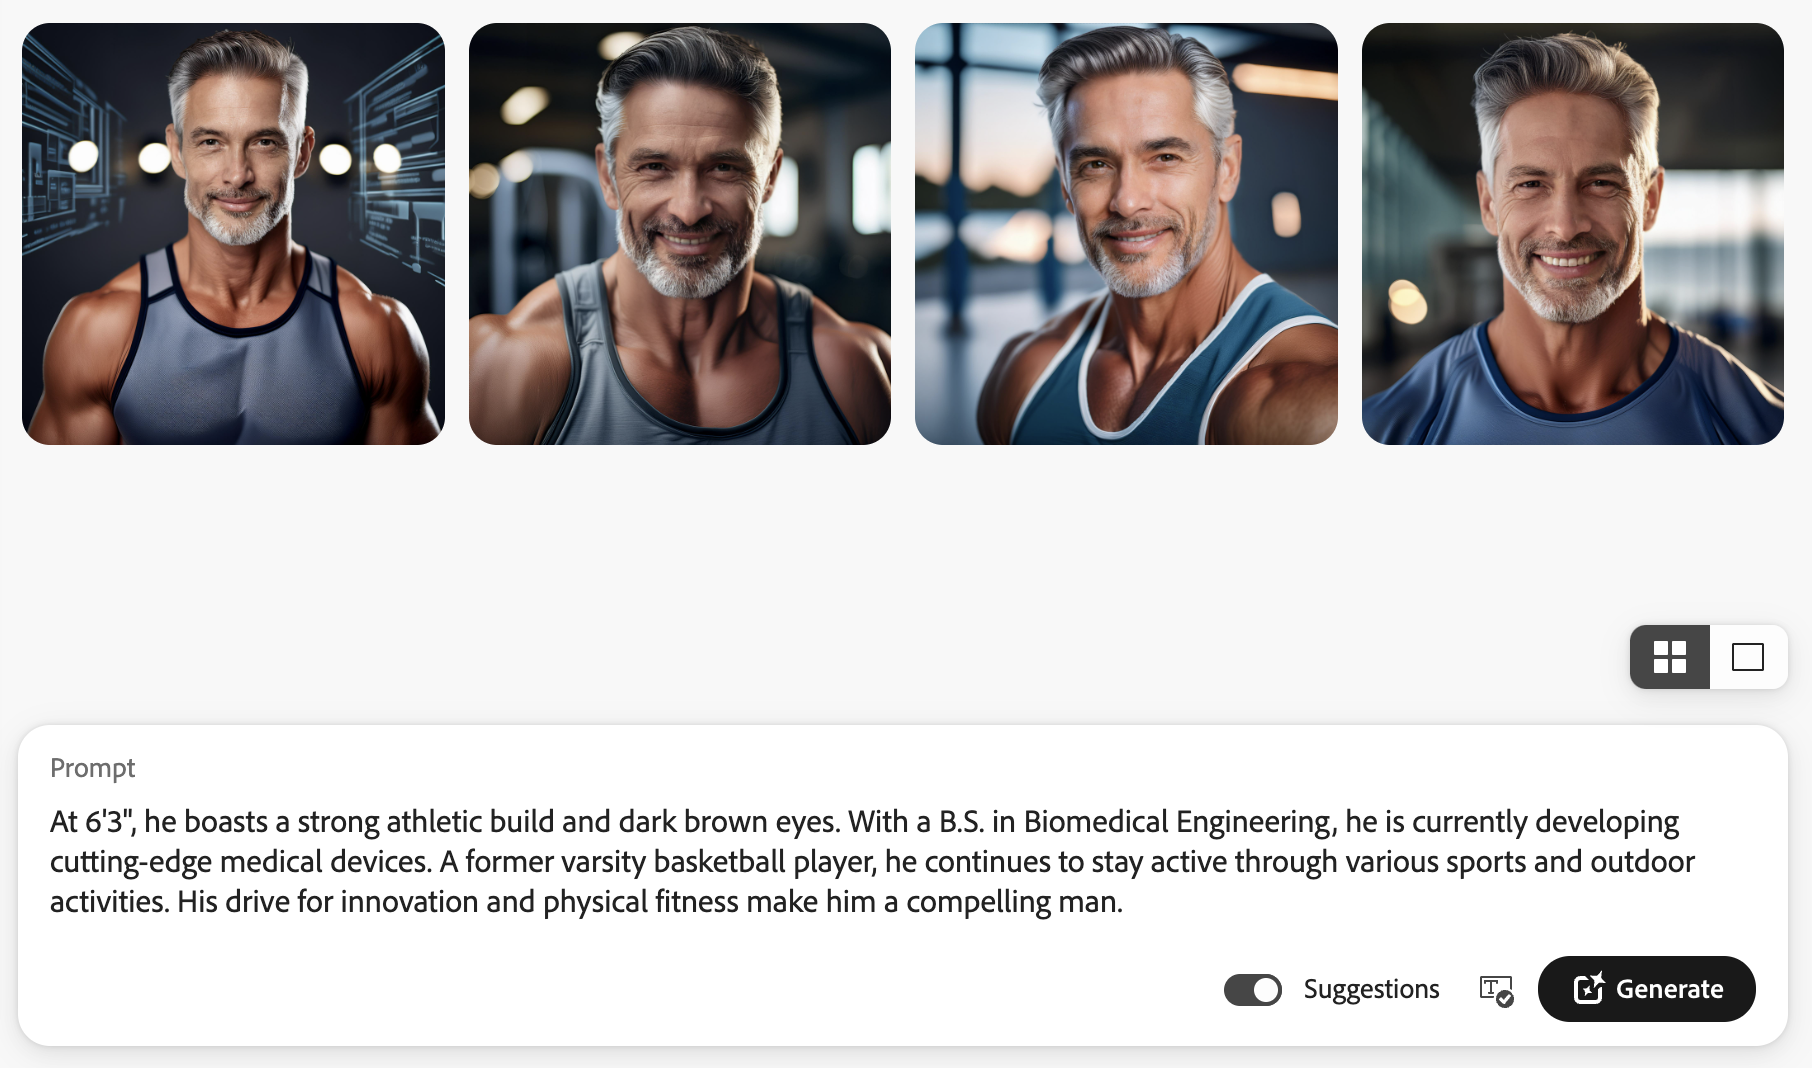 Prompt
At 6'3", he boasts a strong athletic build and dark brown eyes. With a B.S. in Biomedical Engineering, he is currently developing
cutting-edge medical devices. A former varsity basketball player, he continues to stay active through various sports and outdoor
activities. His drive for innovation and physical fitness make him a compelling man.
Suggestions
Generate